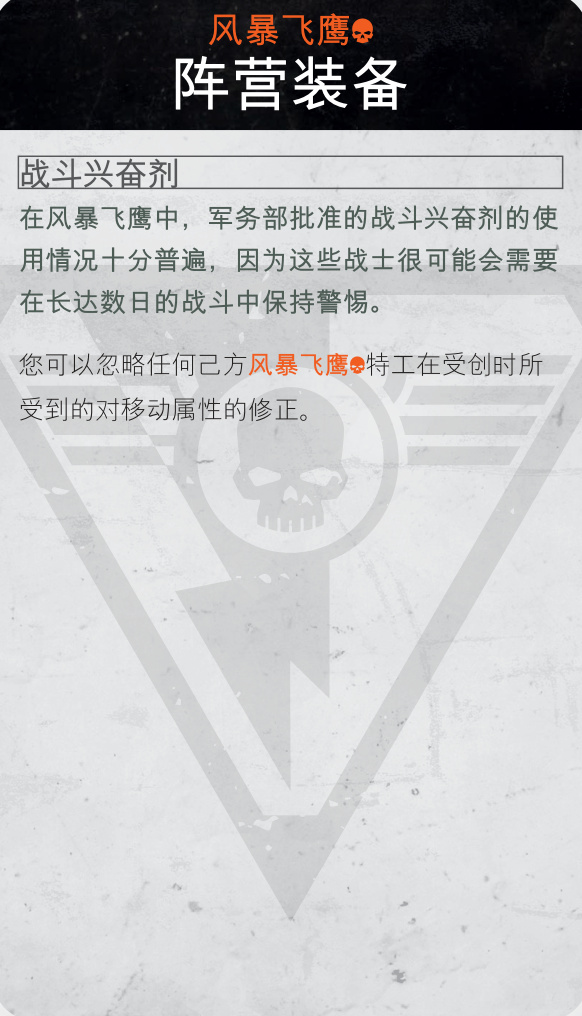 风暴飞鹰
阵营装备
战斗兴奋剂
在风暴飞鹰中，军务部批准的战斗兴奋剂的使
用情况十分普遍，因为这些战士很可能会需要
在长达数日的战斗中保持警惕。
您可以忽略任何己方风暴飞鹰特工在受创时所
受到的对移动属性的修正。